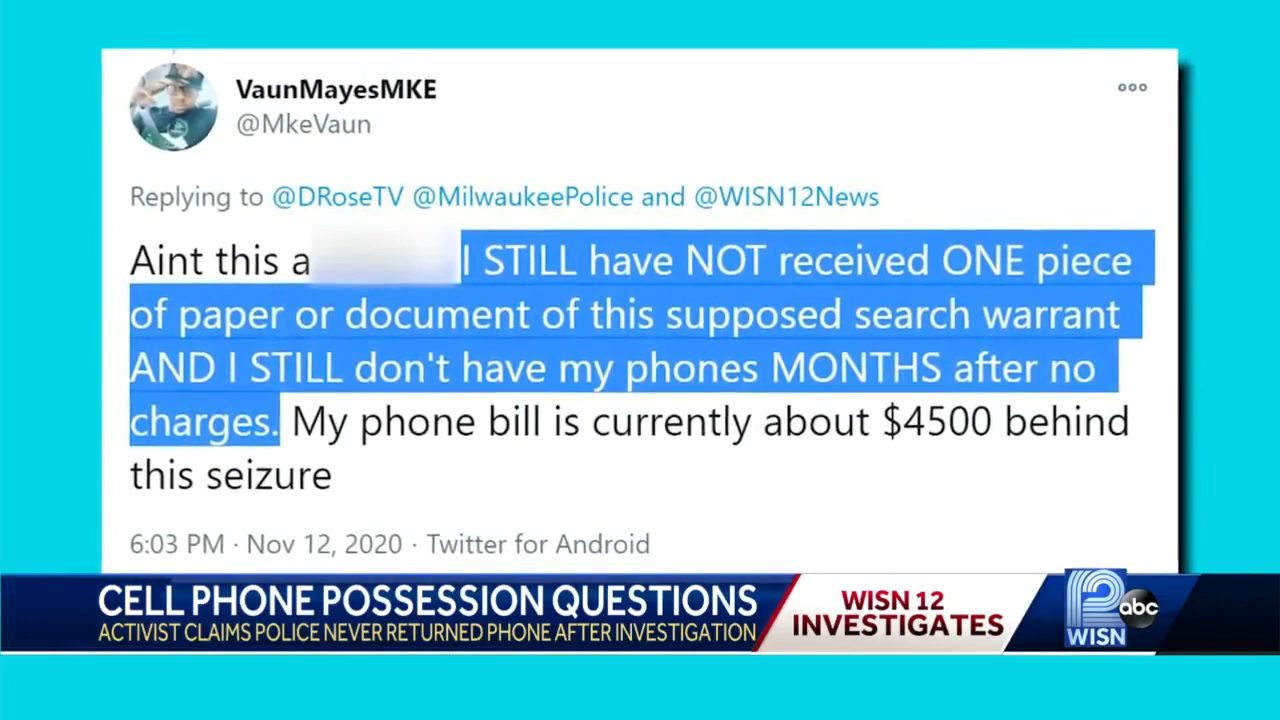 VaunMayesMKE
@MkeVaun
Replying to @DRoseTV @MilwaukeePolice and @WISN12News
Aint this a I STILL have NOT received ONE piece
of paper or document of this supposed search warrant
AND I STILL don't have my phones MONTHS after no
charges. My phone bill is currently about $4500 behind
this seizure
6:03 PM · Nov 12, 2020 · Twitter for Android
CELL PHONE POSSESSION QUESTIONS
ACTIVIST CLAIMS POLICE NEVER RETURNED PHONE AFTER INVESTIGATION
WISN 12
INVESTIGATES
12
abc
WISN